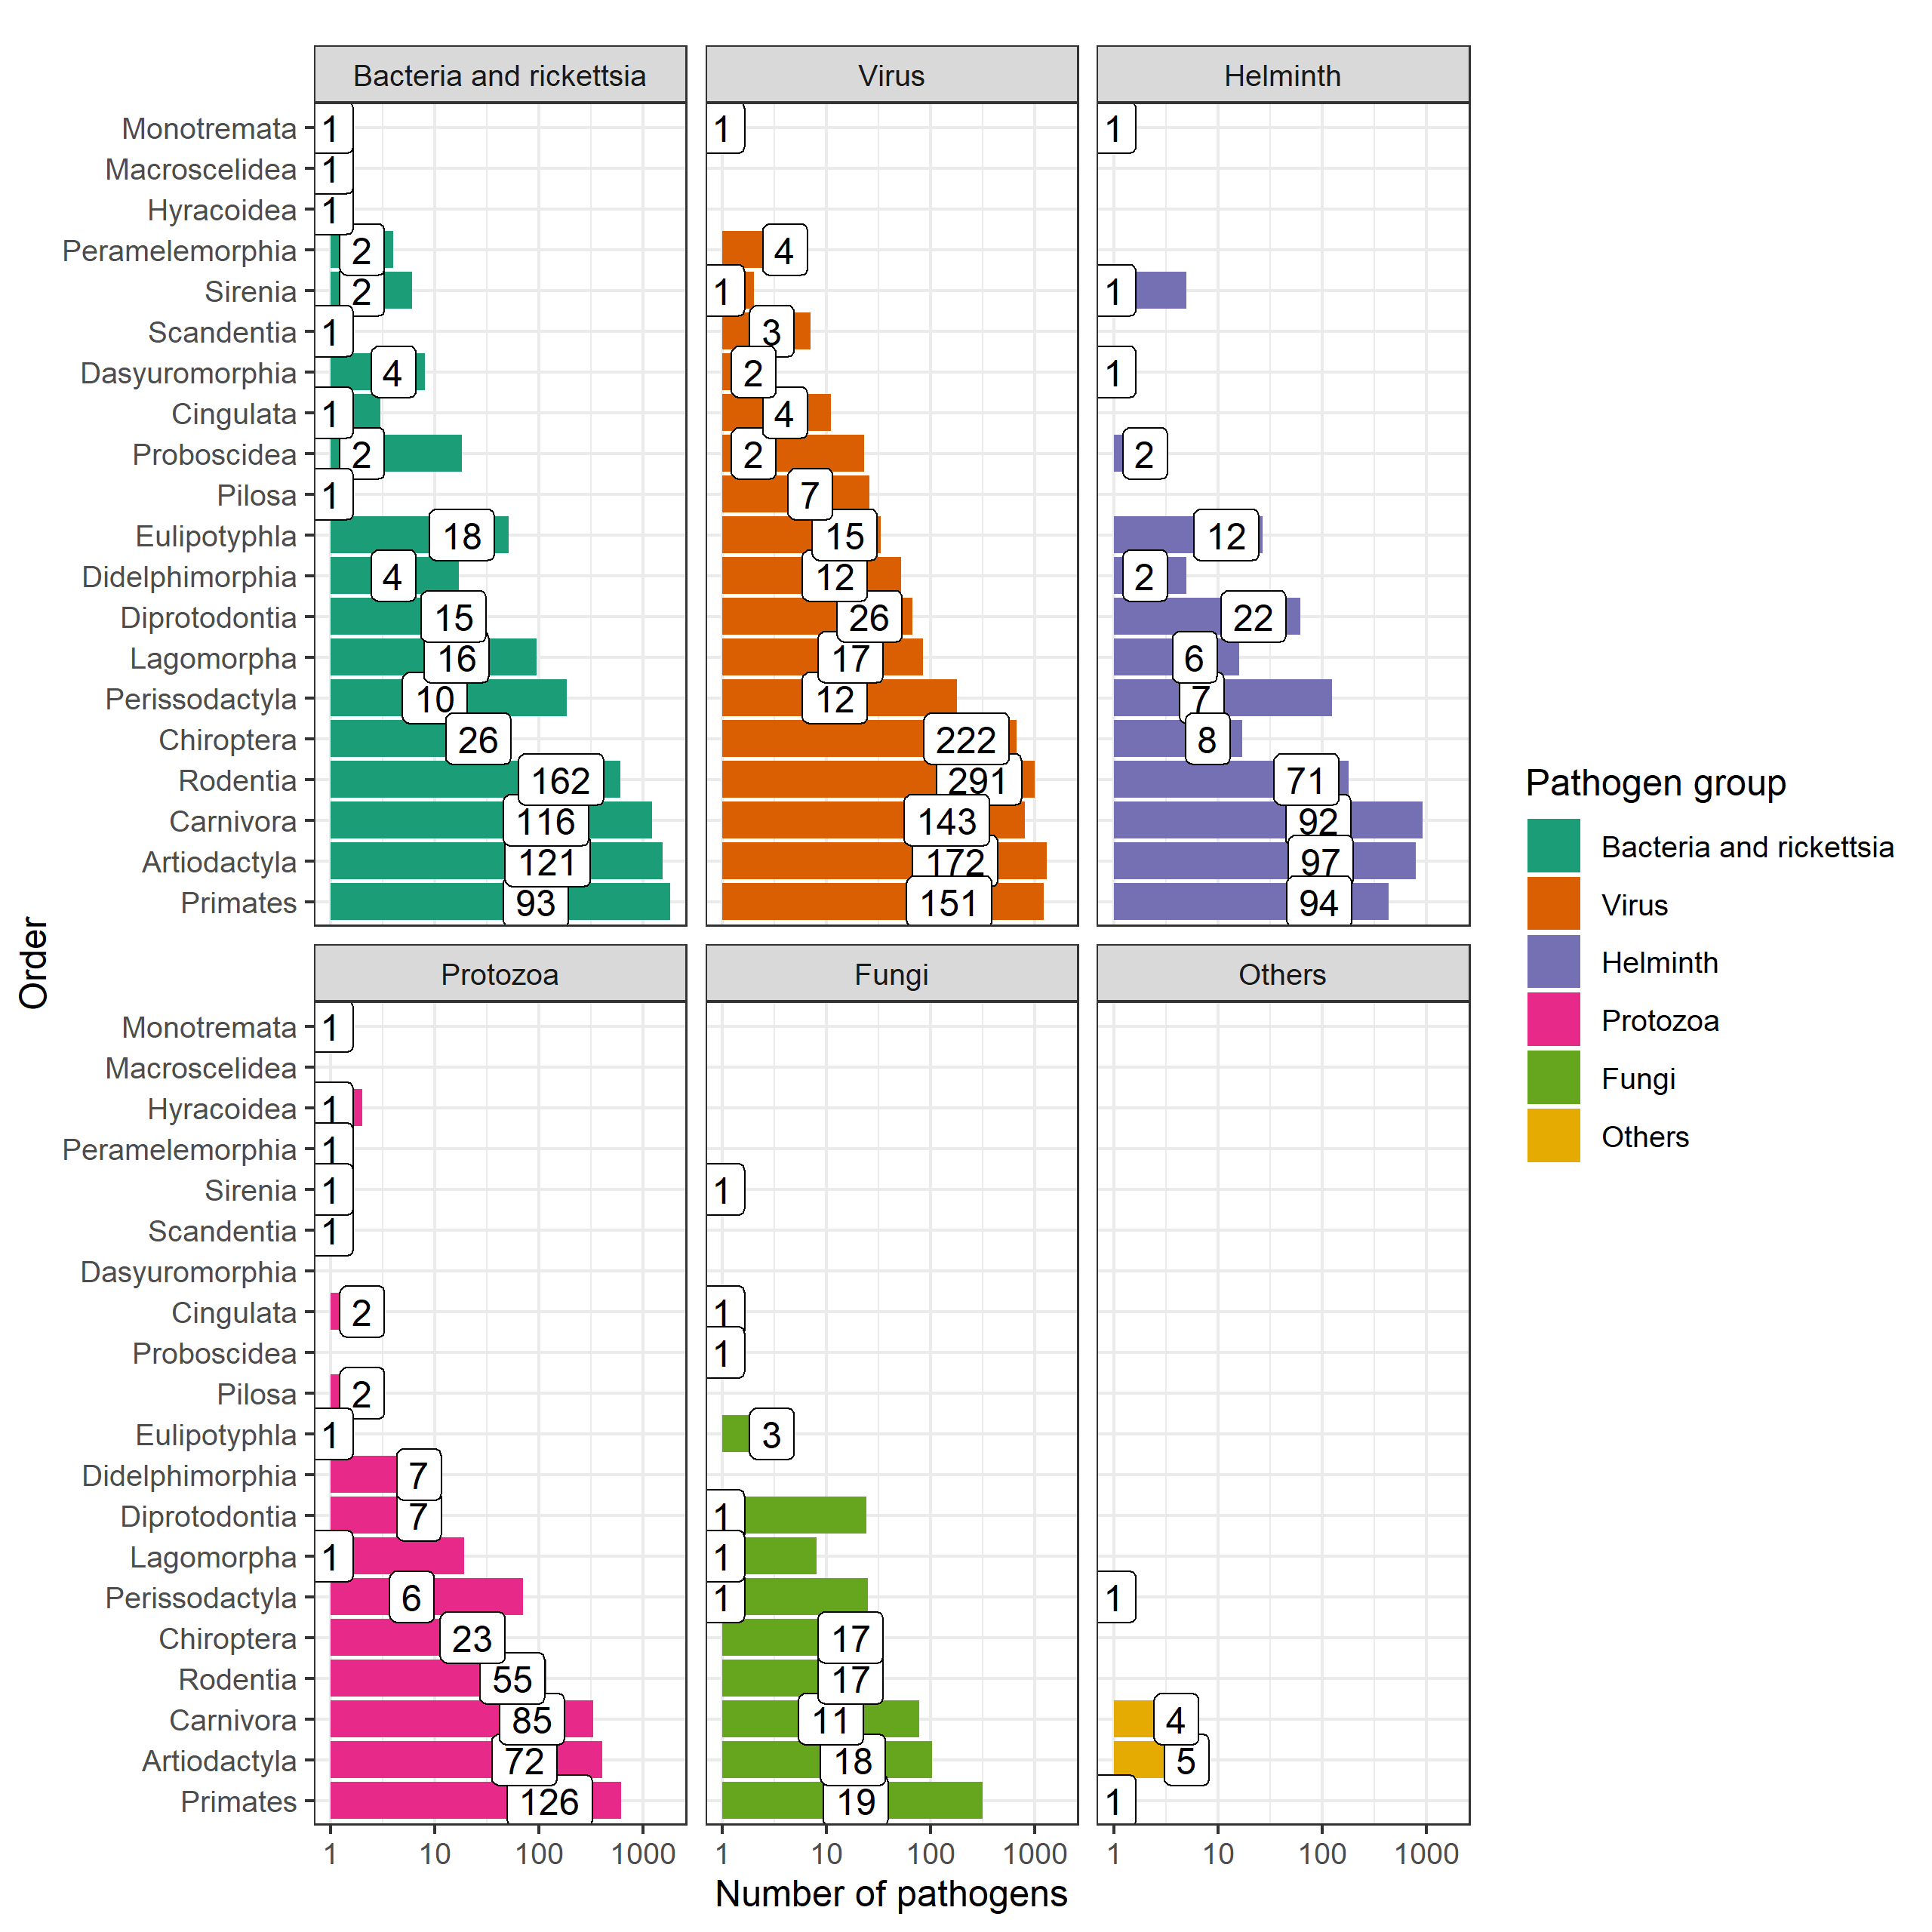 Bacteria and rickettsia Virus Helminth
Monotremata 1 1 1
Macroscelidea 1
Hyracoidea 1
Peramelemorphia 2 4
Sirenia 2 1 1
Scandentia 1 3
Dasyuromorphia 4 2 1
Cingulata 1 4
Proboscidea 2 2 2
Pilosa 1 7
Eulipotyphla 18 15 12
Didelphimorphia 4 12 2
Diprotodontia 15 26 22
Lagomorpha 16 17 6
Perissodactyla 10 12 7
Chiroptera 26 222 8
Rodentia 162 291 71
Carnivora 116 143 92
Artiodactyla 121 172 97
Primates 93 151 94
Order
Protozoa Fungi Others
Monotremata 1
Macroscelidea
Hyracoidea 1
Peramelemorphia 1
Sirenia 1 1
Scandentia 1
Dasyuromorphia
Cingulata 2 1
Proboscidea 1
Pilosa 2
Eulipotyphla 1 3
Didelphimorphia 7
Diprotodontia 7 1
Lagomorpha 1 1
Perissodactyla 6 1 1
Chiroptera 23 17
Rodentia 55 17
Carnivora 85 11 4
Artiodactyla 72 18 5
Primates 126 19 1
1 10 100 1000 1 10 100 1000 1 10 100 1000
Number of pathogens
Pathogen group
Bacteria and rickettsia
Virus
Helminth
Protozoa
Fungi
Others